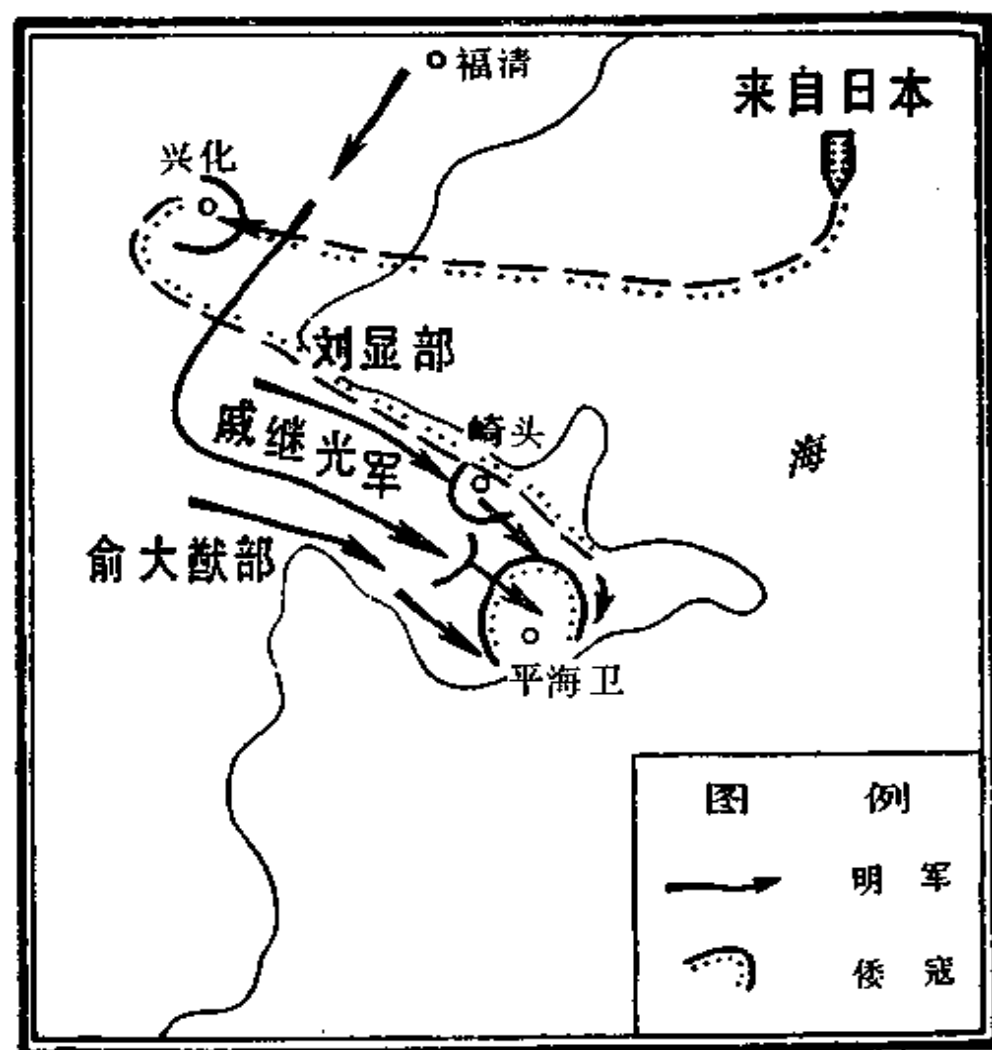 福清
来自日本
兴化
刘显部
崎头
戚继光军
海
俞大猷部
平海卫
图 例
明 军
倭 寇